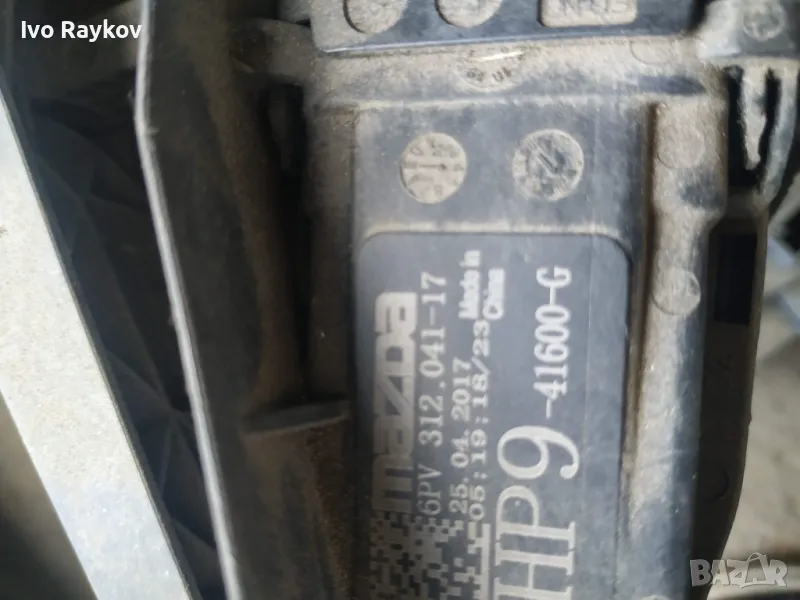 Ivo Raykov
mazda
6PV 312.041-17
25.04.2017
05:19:18/23
Made in
China
HP9
-41600-G
BAZAR